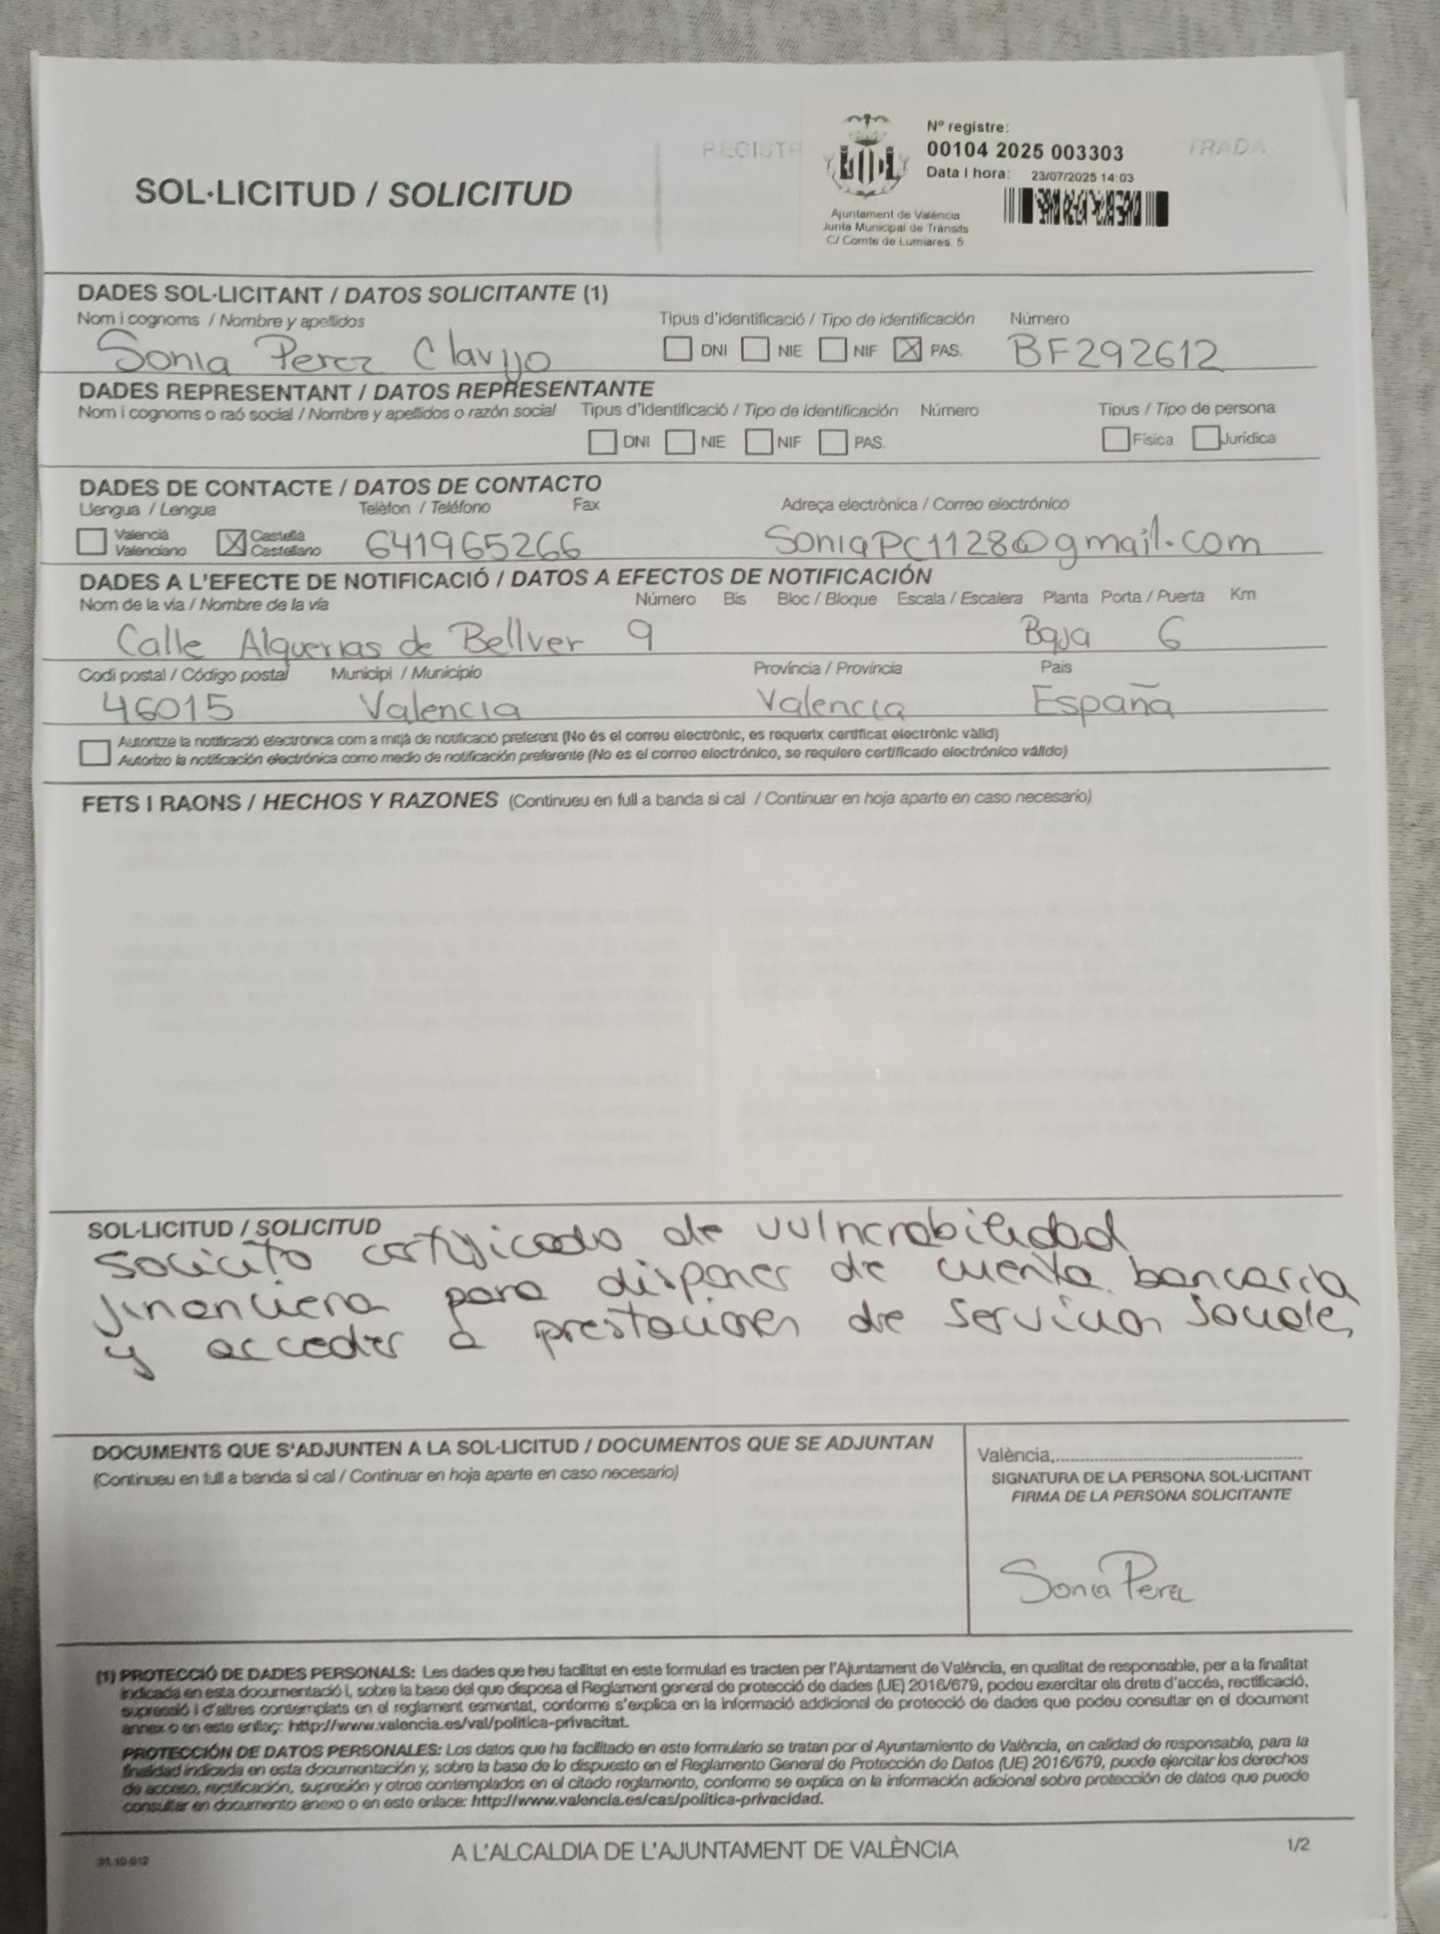 REGISTR
TRADA
Nº registre:
00104 2025 003303
Data i hora: 23/07/2025 14:03
Ajuntament de València
Junta Municipal de Trànsits
C/ Comte de Lumiares, 5
SOL·LICITUD / SOLICITUD
DADES SOL·LICITANT / DATOS SOLICITANTE (1)
Nom i cognoms / Nombre y apellidos Tipus d'identificació / Tipo de identificación Número
Sonia Perez Clavijo DNI NIE NIF PAS. BF292612
DADES REPRESENTANT / DATOS REPRESENTANTE
Nom i cognoms o raó social / Nombre y apellidos o razón social Tipus d'identificació / Tipo de identificación Número Tipus / Tipo de persona
DNI NIE NIF PAS. Física Jurídica
DADES DE CONTACTE / DATOS DE CONTACTO
Llengua / Lengua Telèfon / Teléfono Fax Adreça electrònica / Correo electrónico
Valencià Castellà
Valenciano Castellano 641965266 SoniaPC1128@gmail.com
DADES A L'EFECTE DE NOTIFICACIÓ / DATOS A EFECTOS DE NOTIFICACIÓN
Nom de la via / Nombre de la vía Número Bis Bloc / Bloque Escala / Escalera Planta Porta / Puerta Km
Calle Alquerias de Bellver 9 Baja 6
Codi postal / Código postal Municipi / Municipio Província / Provincia País
46015 Valencia Valencia España
Autoritze la notificació electrònica com a mitjà de notificació preferent (No és el correu electrònic, es requerix certificat electrònic vàlid)
Autorizo la notificación electrónica como medio de notificación preferente (No es el correo electrónico, se requiere certificado electrónico válido)
FETS I RAONS / HECHOS Y RAZONES (Continueu en full a banda si cal / Continuar en hoja aparte en caso necesario)
SOL·LICITUD / SOLICITUD
Solicito certificado de vulnerabilidad
financiera para disponer de cuenta bancaria
y acceder a prestaciones de Servicios Sociales
DOCUMENTS QUE S'ADJUNTEN A LA SOL·LICITUD / DOCUMENTOS QUE SE ADJUNTAN
(Continueu en full a banda si cal / Continuar en hoja aparte en caso necesario)
València,
SIGNATURA DE LA PERSONA SOL·LICITANT
FIRMA DE LA PERSONA SOLICITANTE
Sonia Perez
(1) PROTECCIÓ DE DADES PERSONALS: Les dades que heu facilitat en este formulari es tracten per l'Ajuntament de València, en qualitat de responsable, per a la finalitat
indicada en esta documentació i, sobre la base del que disposa el Reglament general de protecció de dades (UE) 2016/679, podeu exercitar els drets d'accés, rectificació,
supressió i d'altres contemplats en el reglament esmentat, conforme s'explica en la informació addicional de protecció de dades que podeu consultar en el document
annex o en este enllaç: http://www.valencia.es/val/politica-privacitat.
PROTECCIÓN DE DATOS PERSONALES: Los datos que ha facilitado en este formulario se tratan por el Ayuntamiento de València, en calidad de responsable, para la
finalidad indicada en esta documentación y, sobre la base de lo dispuesto en el Reglamento General de Protección de Datos (UE) 2016/679, puede ejercitar los derechos
de acceso, rectificación, supresión y otros contemplados en el citado reglamento, conforme se explica en la información adicional sobre protección de datos que puede
consultar en documento anexo o en este enlace: http://www.valencia.es/cas/politica-privacidad.
31.10.012 A L'ALCALDIA DE L'AJUNTAMENT DE VALÈNCIA 1/2